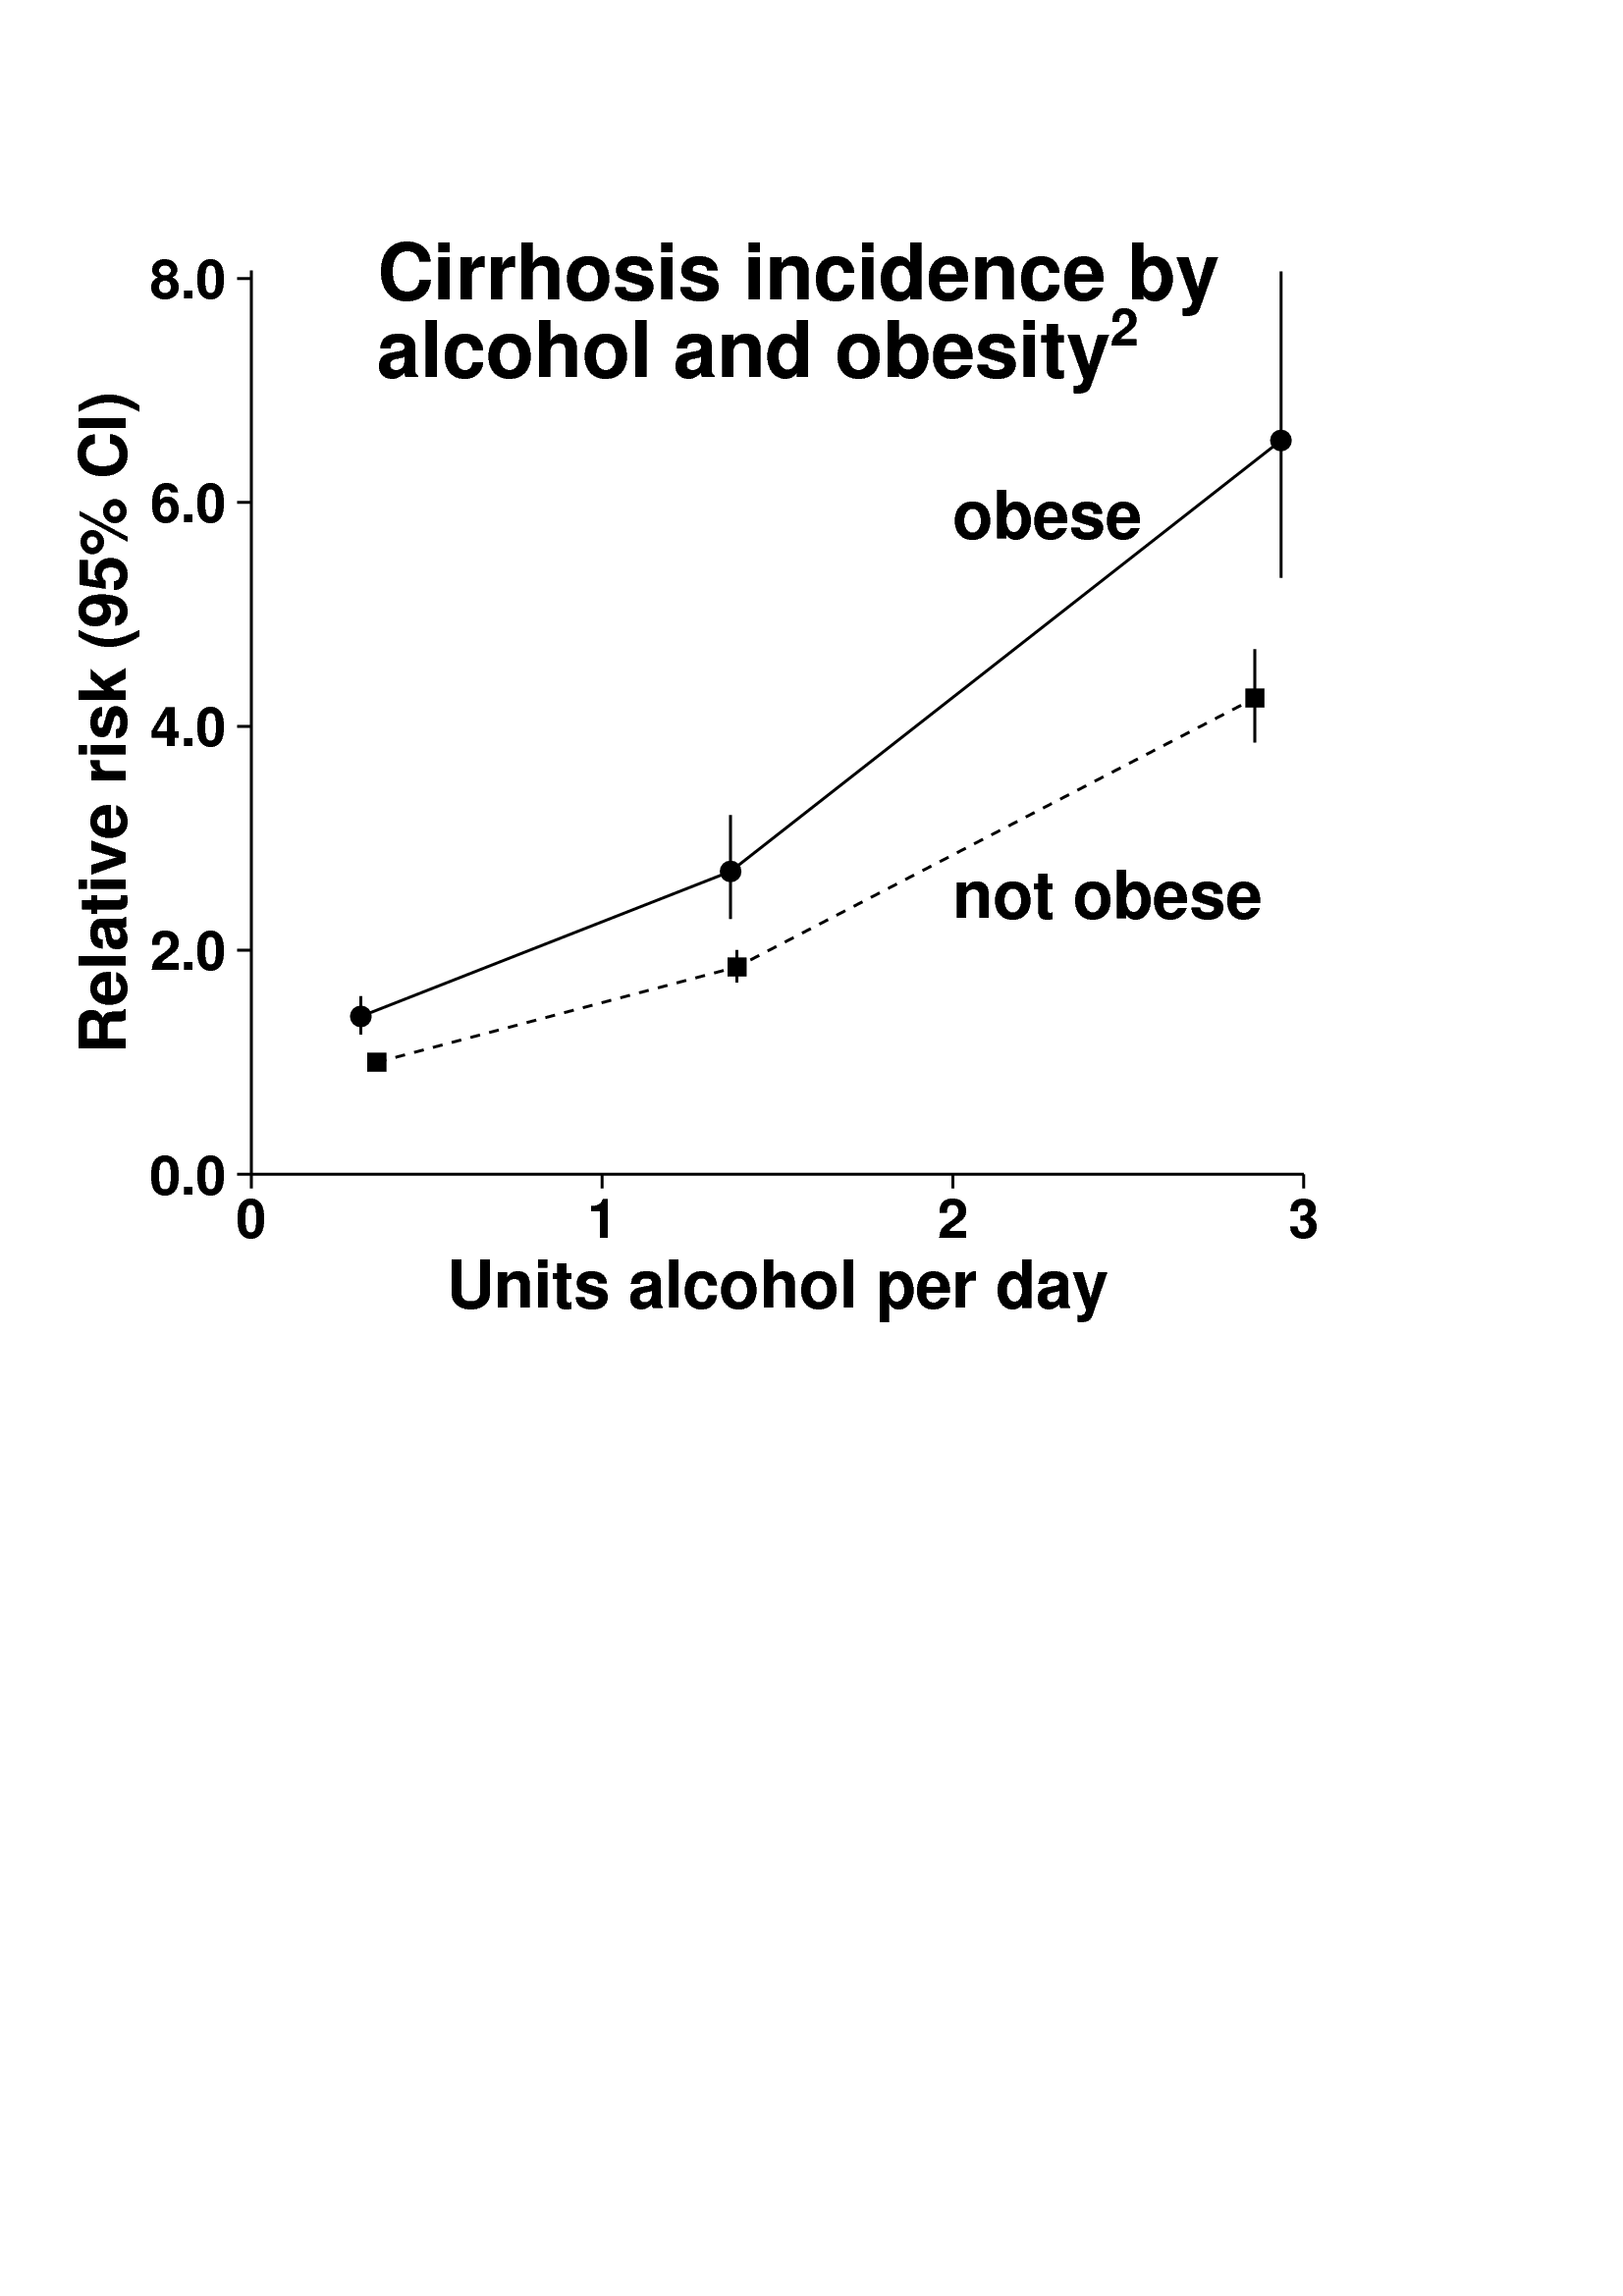 Cirrhosis incidence by
alcohol and obesity²
Relative risk (95% CI)
8.0
6.0
4.0
2.0
0.0
obese
not obese
0 1 2 3
Units alcohol per day